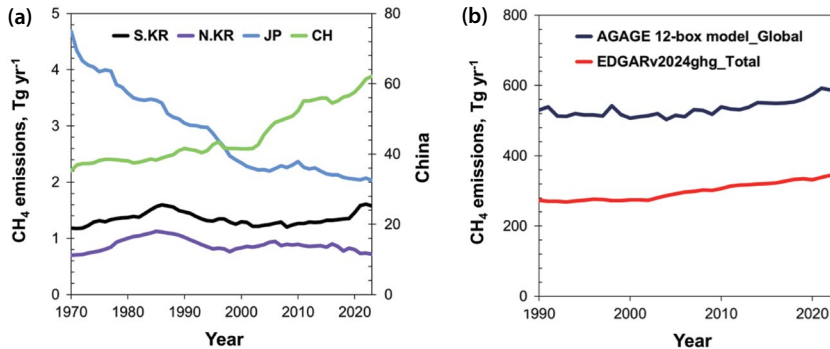 (a)
S.KR N.KR JP CH
CH₄ emissions, Tg yr⁻¹
5
4
3
2
1
0
80
60
40
20
0
China
1970 1980 1990 2000 2010 2020
Year
(b)
AGAGE 12-box model_Global
EDGARv2024ghg_Total
CH₄ emissions, Tg yr⁻¹
800
600
400
200
0
1990 2000 2010 2020
Year